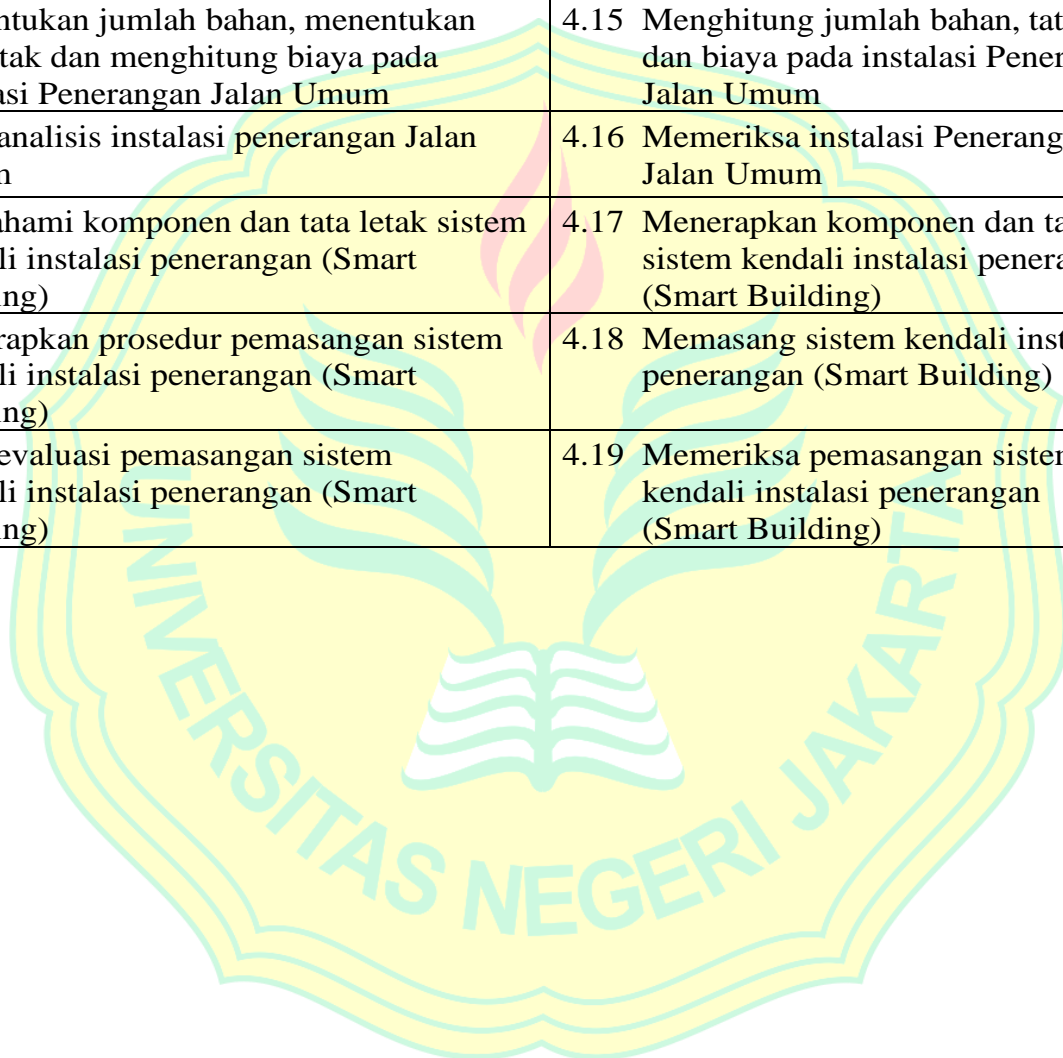 ntukan jumlah bahan, menentukan
tak dan menghitung biaya pada
asi Penerangan Jalan Umum
4.15 Menghitung jumlah bahan, tat
dan biaya pada instalasi Pener
Jalan Umum
analisis instalasi penerangan Jalan
4.16 Memeriksa instalasi Penerang
Jalan Umum
ahami komponen dan tata letak sistem
li instalasi penerangan (Smart
ing)
4.17 Menerapkan komponen dan ta
sistem kendali instalasi penera
(Smart Building)
rapkan prosedur pemasangan sistem
li instalasi penerangan (Smart
ing)
4.18 Memasang sistem kendali inst
penerangan (Smart Building)
evaluasi pemasangan sistem
li instalasi penerangan (Smart
ing)
4.19 Memeriksa pemasangan sistem
kendali instalasi penerangan
(Smart Building)
UNIVERSITAS NEGERI JAKARTA